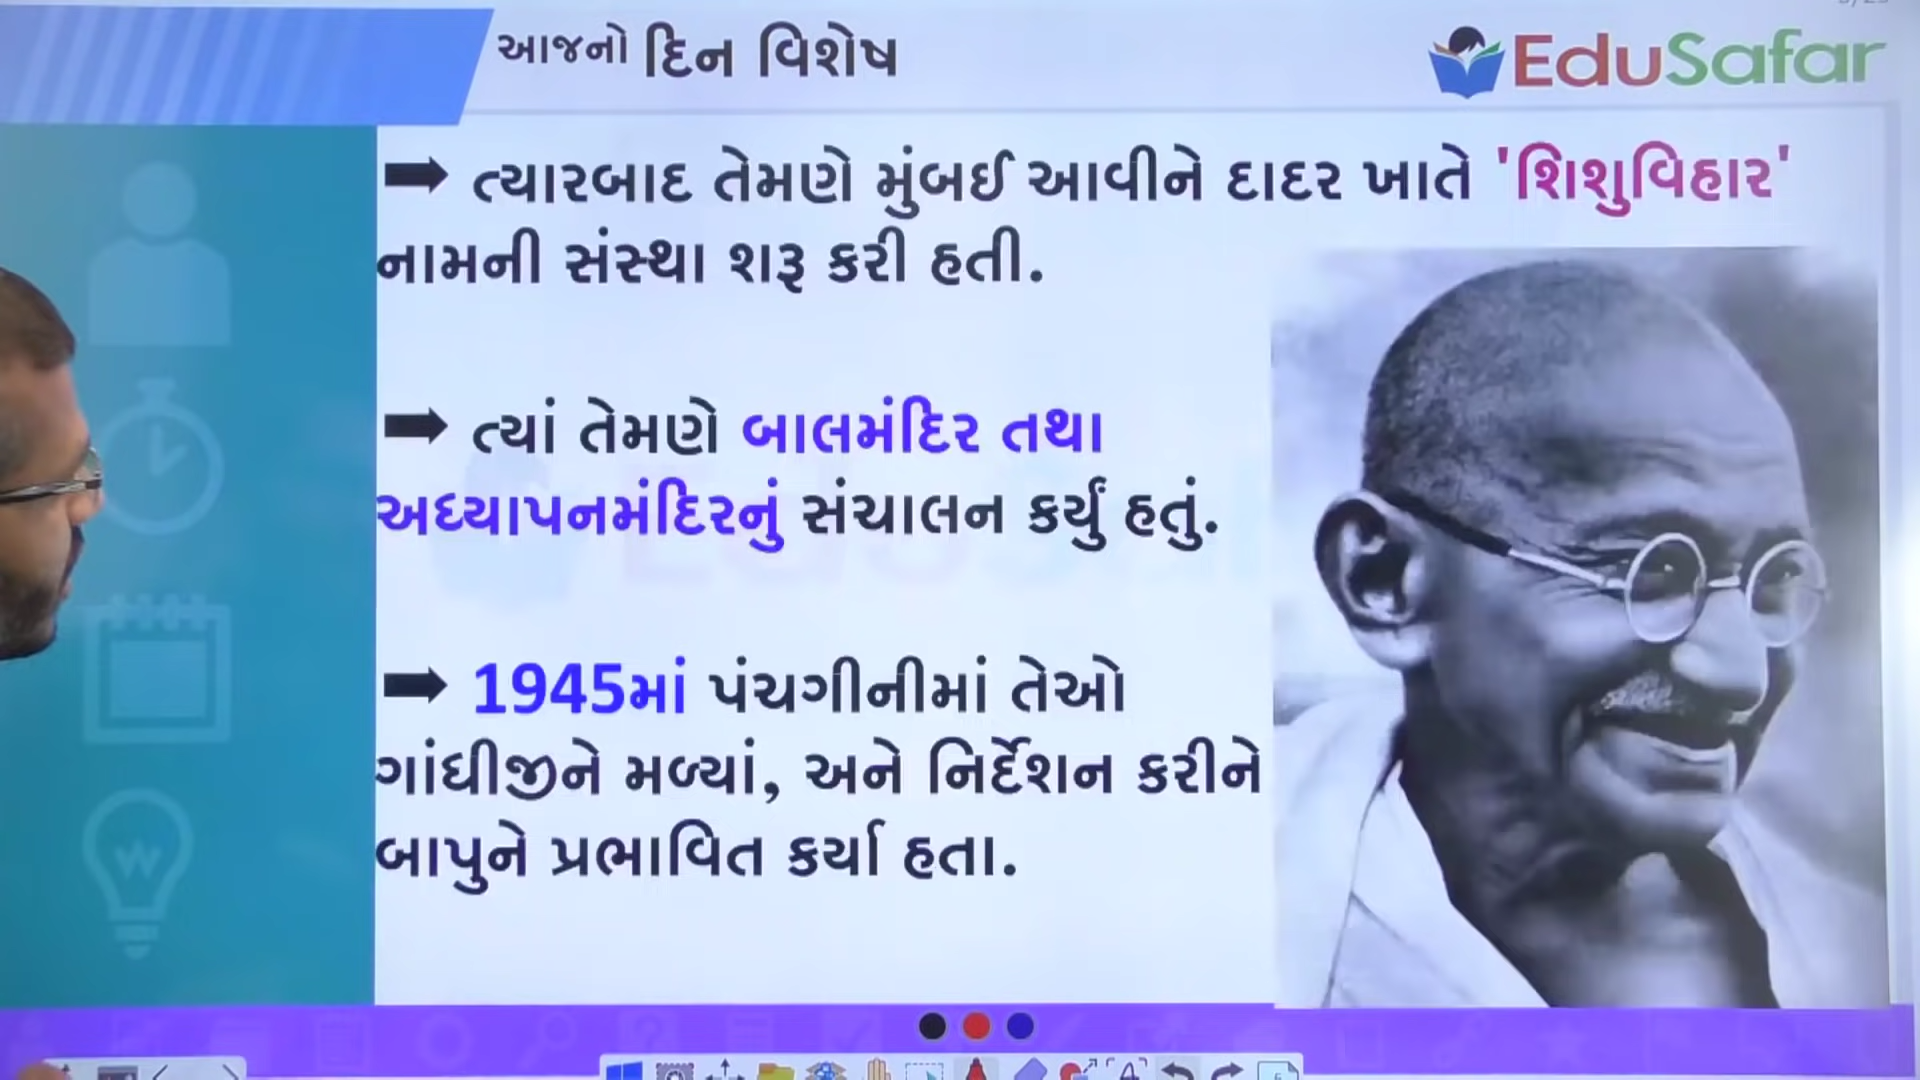 આજનો દિન વિશેષ
EduSafar
➡ ત્યારબાદ તેમણે મુંબઈ આવીને દાદર ખાતે 'શિશુવિહાર'
નામની સંસ્થા શરૂ કરી હતી.
➡ ત્યાં તેમણે બાલમંદિર તથા
અધ્યાપનમંદિરનું સંચાલન કર્યું હતું.
➡ 1945માં પંચગીનીમાં તેઓ
ગાંધીજીને મળ્યાં, અને નિર્દેશન કરીને
બાપુને પ્રભાવિત કર્યા હતા.